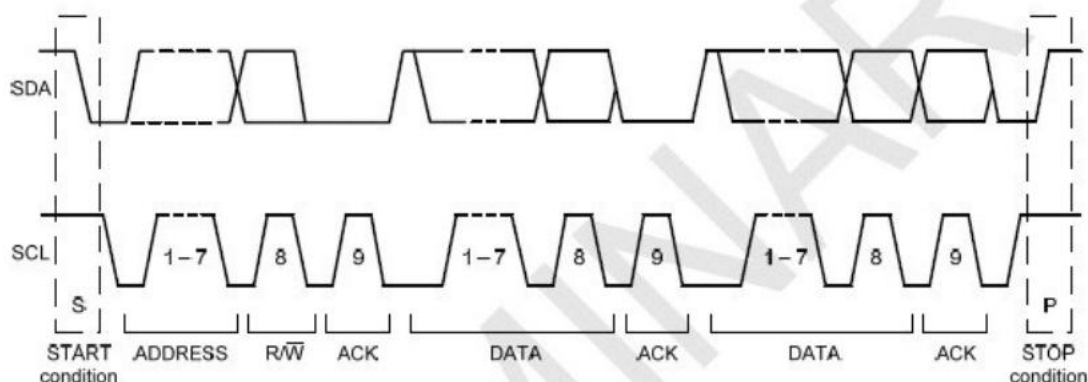 MINAR
SDA
SCL
1–7 8 9 1–7 8 9 1–7 8 9
S P
START condition ADDRESS R/W̅ ACK DATA ACK DATA ACK STOP condition